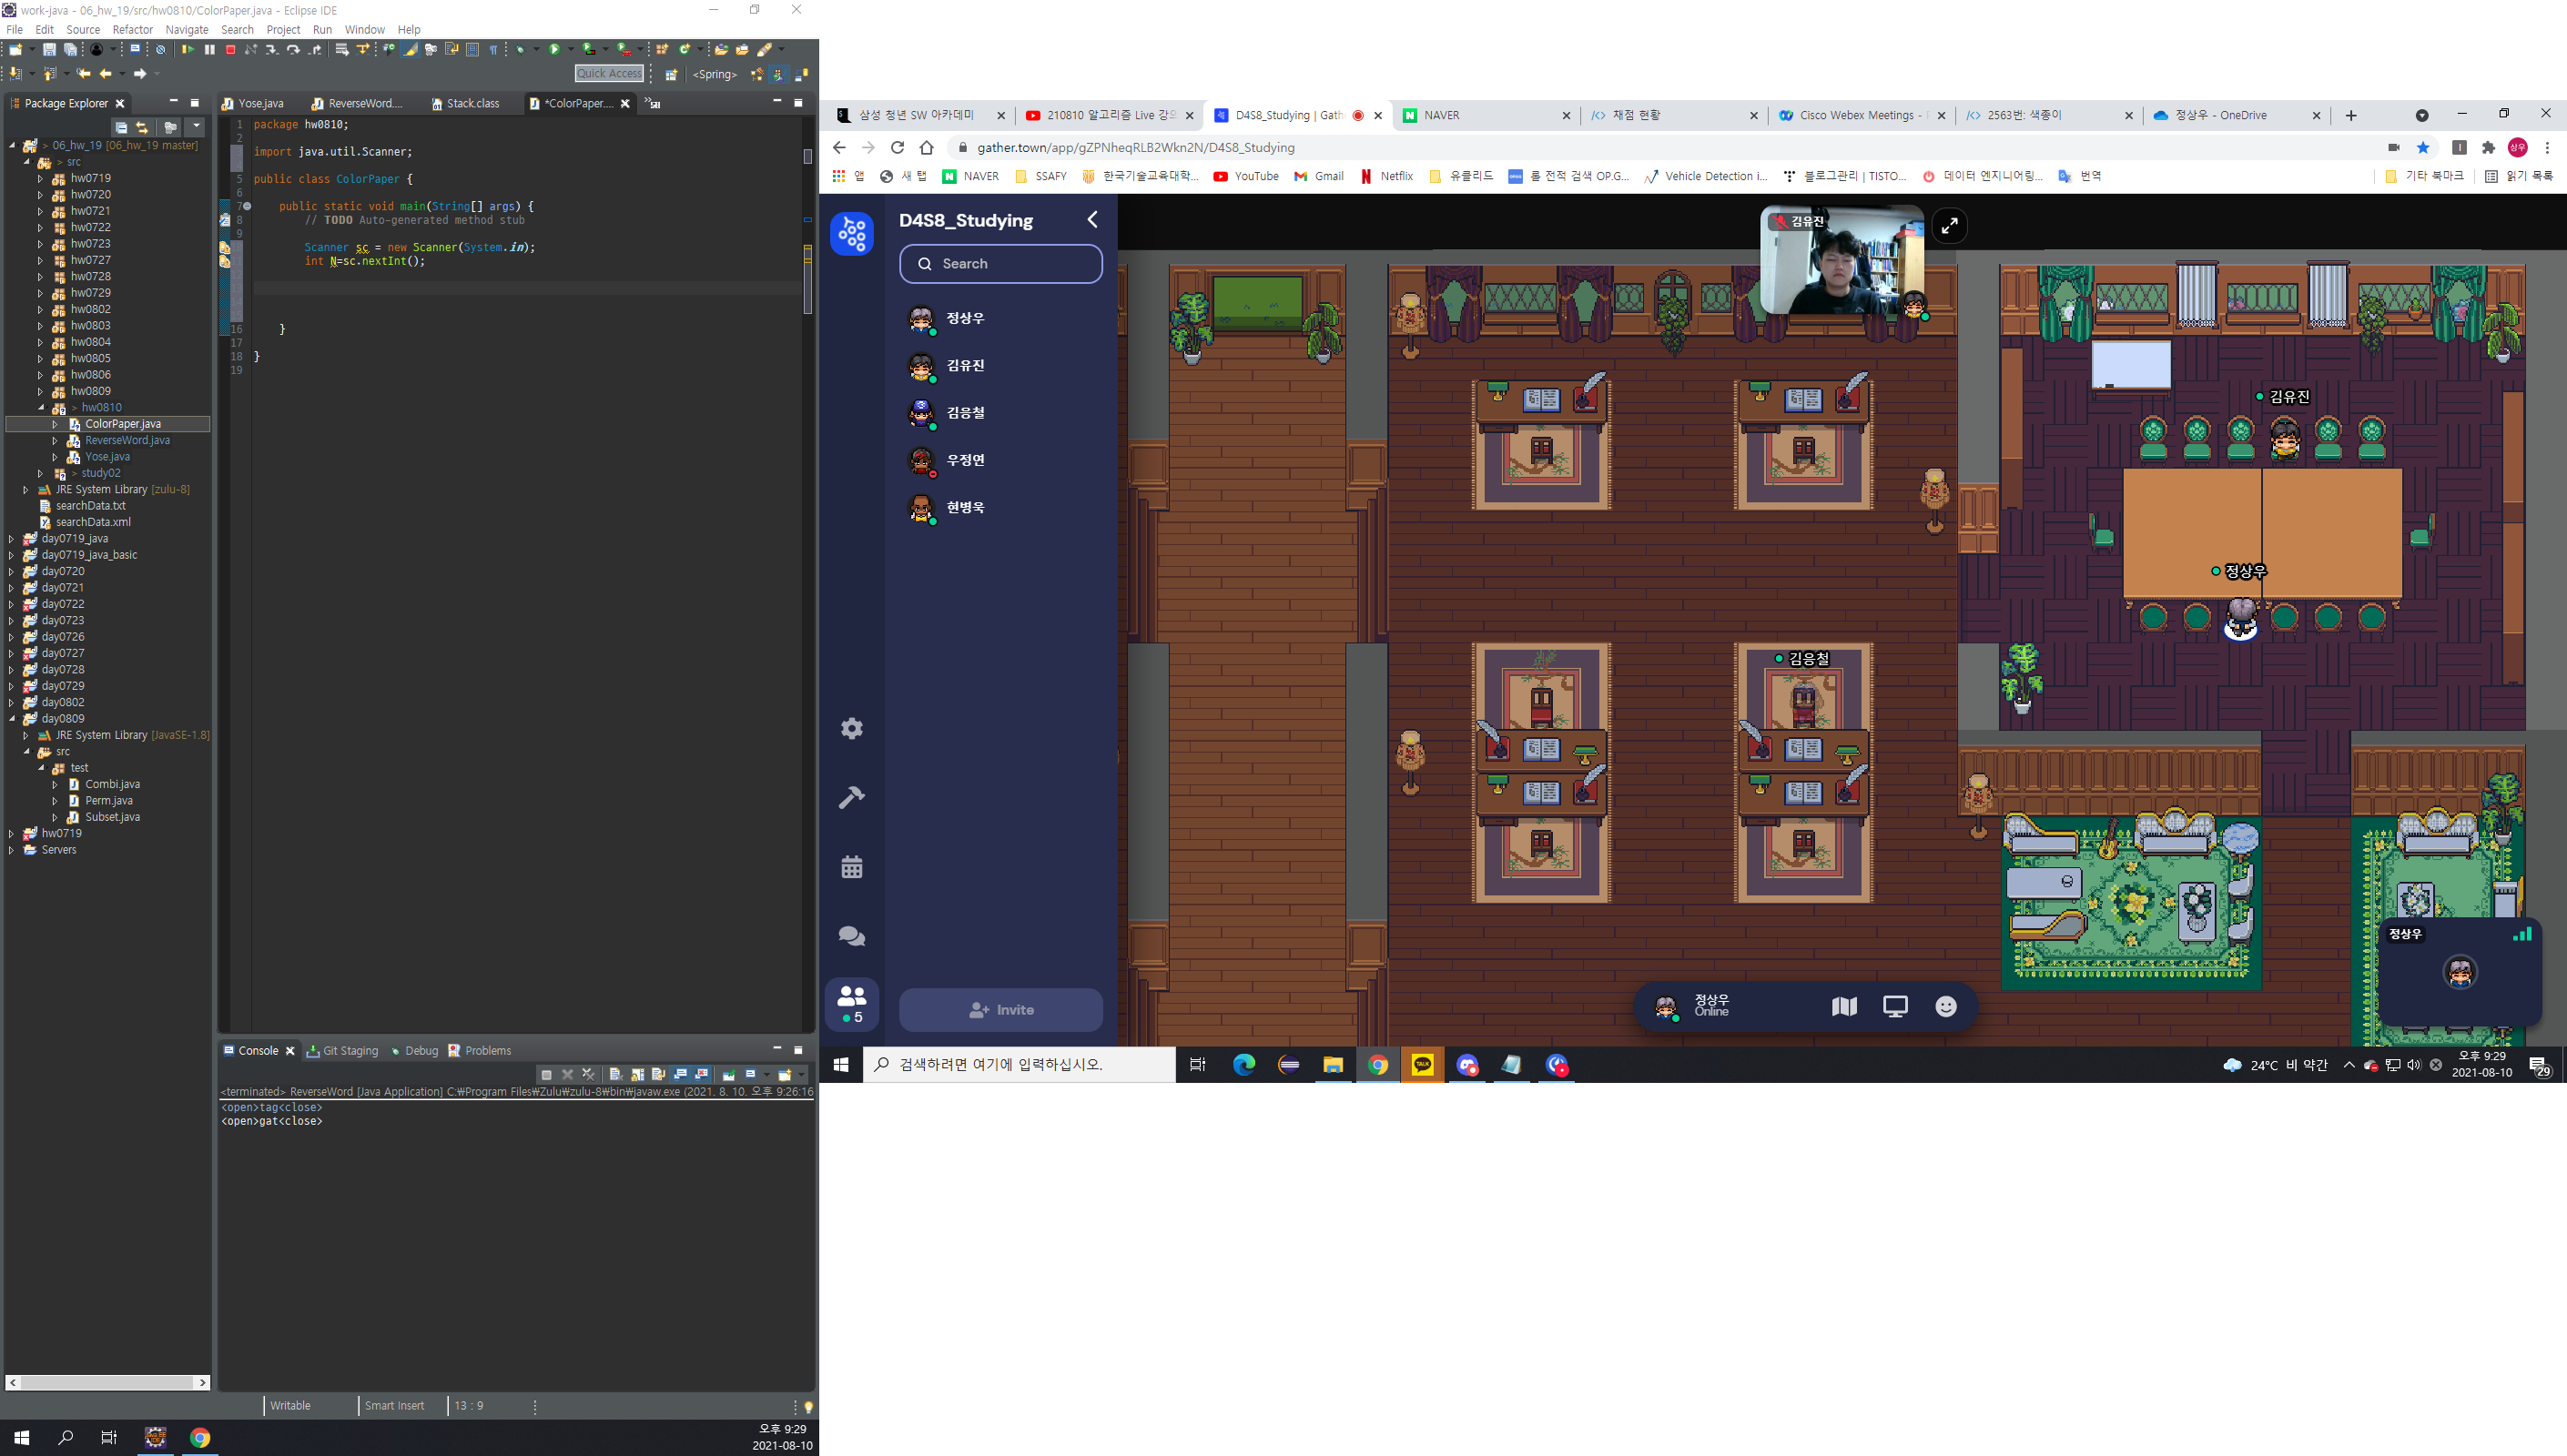 work-java - 06_hw_19/src/hw0810/ColorPaper.java - Eclipse IDE
File Edit Source Refactor Navigate Search Project Run Window Help
Quick Access
<Spring>
Package Explorer
> 06_hw_19 [06_hw_19 master]
> src
hw0719
hw0720
hw0721
hw0722
hw0723
hw0727
hw0728
hw0729
hw0802
hw0803
hw0804
hw0805
hw0806
hw0809
> hw0810
ColorPaper.java
ReverseWord.java
Yose.java
> study02
JRE System Library [zulu-8]
searchData.txt
searchData.xml
day0719_java
day0719_java_basic
day0720
day0721
day0722
day0723
day0726
day0727
day0728
day0729
day0802
day0809
JRE System Library [JavaSE-1.8]
src
test
Combi.java
Perm.java
Subset.java
hw0719
Servers
Yose.java ReverseWord.... Stack.class *ColorPaper....
1 package hw0810;
2
import java.util.Scanner;
5 public class ColorPaper {
6
7 public static void main(String[] args) {
8 // TODO Auto-generated method stub
9
Scanner sc = new Scanner(System.in);
int N=sc.nextInt();
16 }
17
18 }
19
Console Git Staging Debug Problems
<terminated> ReverseWord [Java Application] C:₩Program Files₩Zulu₩zulu-8₩bin₩javaw.exe (2021. 8. 10. 오후 9:26:16
<open>tag<close>
<open>gat<close>
Writable Smart Insert 13 : 9
오후 9:29
2021-08-10
삼성 청년 SW 아카데미 210810 알고리즘 Live 강의 D4S8_Studying | Gath NAVER 채점 현황 Cisco Webex Meetings - 2563번: 색종이 정상우 - OneDrive
gather.town/app/gZPNheqRLB2Wkn2N/D4S8_Studying
상우
앱 새 탭 NAVER SSAFY 한국기술교육대학... YouTube Gmail Netflix 유클리드 롤 전적 검색 OP.G... Vehicle Detection i... 블로그관리 | TISTO... 데이터 엔지니어링... 번역 기타 북마크 읽기 목록
D4S8_Studying
Search
정상우
김유진
김응철
우정연
현병욱
5
Invite
김유진
김유진
정상우
김응철
정상우
정상우
Online
검색하려면 여기에 입력하십시오.
TALK
24°C 비 약간
오후 9:29
2021-08-10
29